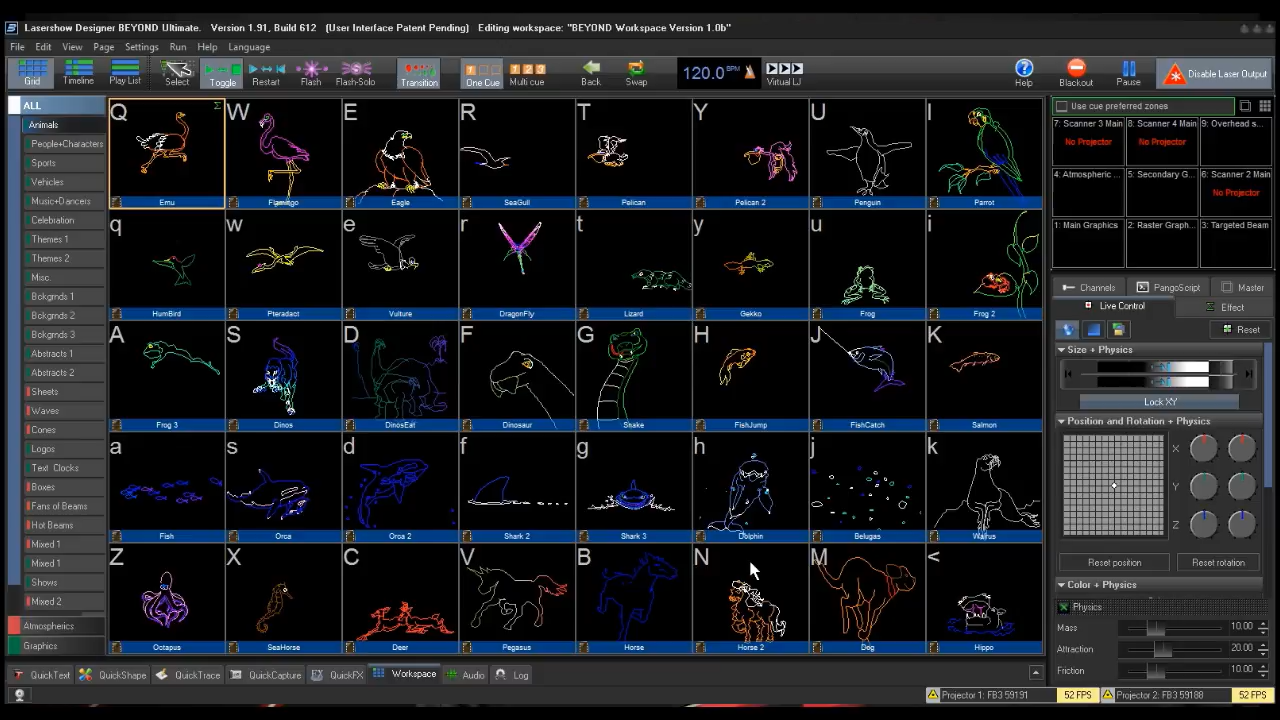 Lasershow Designer BEYOND Ultimate. Version 1.91, Build 612 (User Interface Patent Pending) Editing workspace: "BEYOND Workspace Version 1.0b"
File Edit View Page Settings Run Help Language
Grid Timeline Play List Select Toggle Restart Flash Flash-Solo Transition One Cue Multi cue Back Swap 120.0 BPM Virtual LJ Help Blackout Pause Disable Laser Output
ALL
Animals
People+Characters
Sports
Vehicles
Music+Dancers
Celebration
Themes 1
Themes 2
Misc.
Bckgrnds 1
Bckgnds 2
Bckgnds 3
Abstracts 1
Abstracts 2
Sheets
Waves
Cones
Logos
Text Clocks
Boxes
Fans of Beams
Hot Beams
Mixed 1
Mixed 1
Shows
Mixed 2
Atmospherics
Graphics
Q W E R T Y U I
Emu Flamingo Eagle SeaGull Pelican Pelican 2 Penguin Parrot
q w e r t y u i
HumBird Pteradact Vulture DragonFly Lizard Gekko Frog Frog 2
A S D F G H J K
Frog 3 Dinos DinosEat Dinosaur Snake FishJump FishCatch Salmon
a s d f g h j k
Fish Orca Orca 2 Shark 2 Shark 3 Dolphin Belugas Walrus
Z X C V B N M <
Octapus SeaHorse Deer Pegasus Horse Horse 2 Dog Hippo
Use cue preferred zones
7: Scanner 3 Main 8: Scanner 4 Main 9: Overhead s...
No Projector No Projector
4: Atmospheric ... 5: Secondary G... 6: Scanner 2 Main
No Projector
1: Main Graphics 2: Raster Graph... 3: Targeted Beam
Channels PangoScript Master
Live Control Effect
Reset
Size + Physics
Lock XY
Position and Rotation + Physics
X
Y
Z
Reset position Reset rotation
Color + Physics
Physics
Mass 10.00
Attraction 20.00
Friction 10.00
QuickText QuickShape QuickTrace QuickCapture QuickFX Workspace Audio Log
Projector 1: FB3 59191 52 FPS Projector 2: FB3 59188 52 FPS